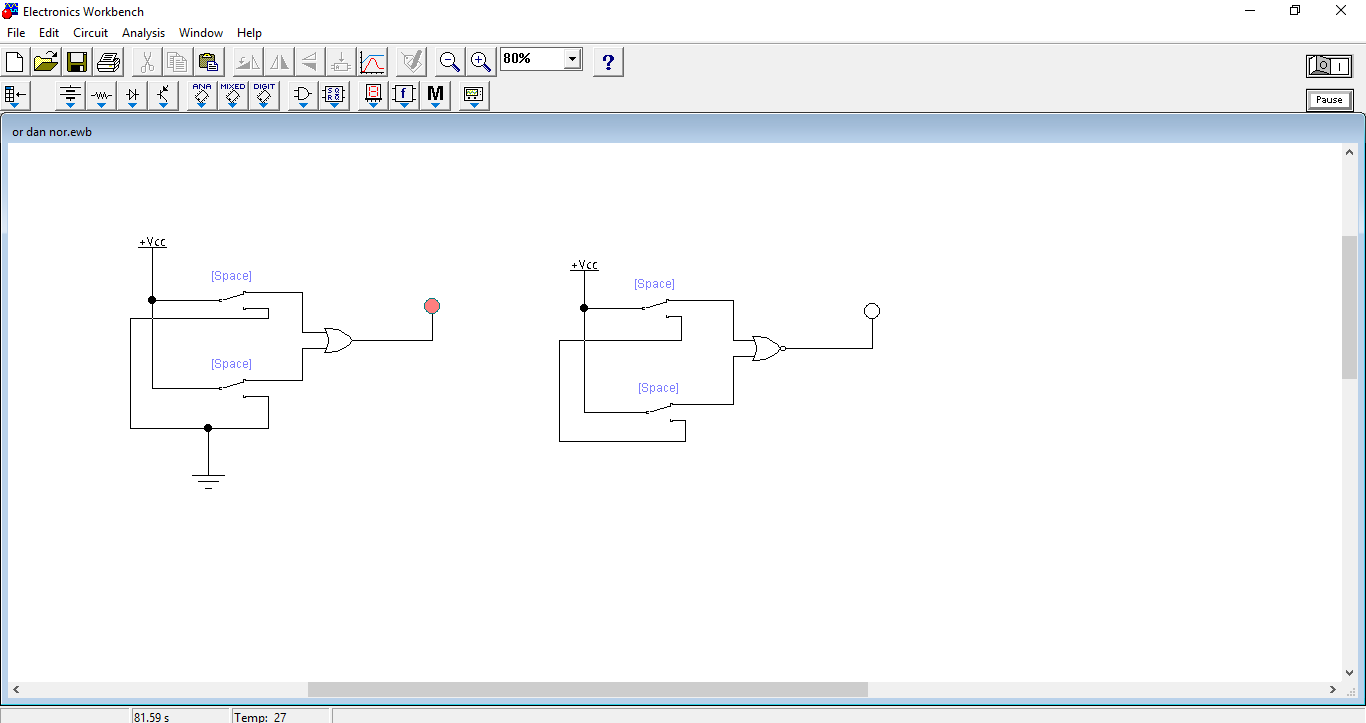 Electronics Workbench
File Edit Circuit Analysis Window Help
80%
?
ANA MIXED DIGIT
f M
Pause
or dan nor.ewb
+Vcc
[Space]
[Space]
+Vcc
[Space]
[Space]
81.59 s Temp: 27